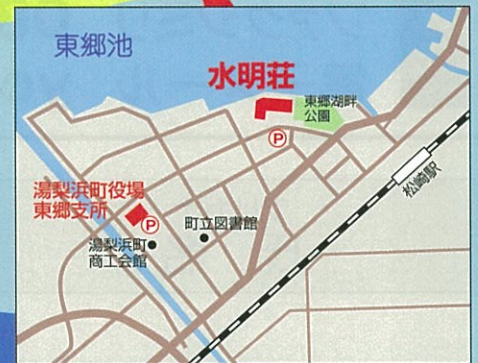 東郷池
水明荘
東郷湖畔
公園
P
松崎駅
湯梨浜町役場
東郷支所
P
町立図書館
湯梨浜町
商工会館